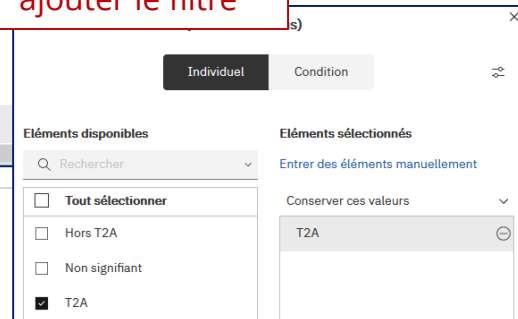 ajouter le filtre
s)
Individuel
Condition
Eléments disponibles
Eléments sélectionnés
Rechercher
Entrer des éléments manuellement
Tout sélectionner
Conserver ces valeurs
Hors T2A
T2A
Non signifiant
T2A